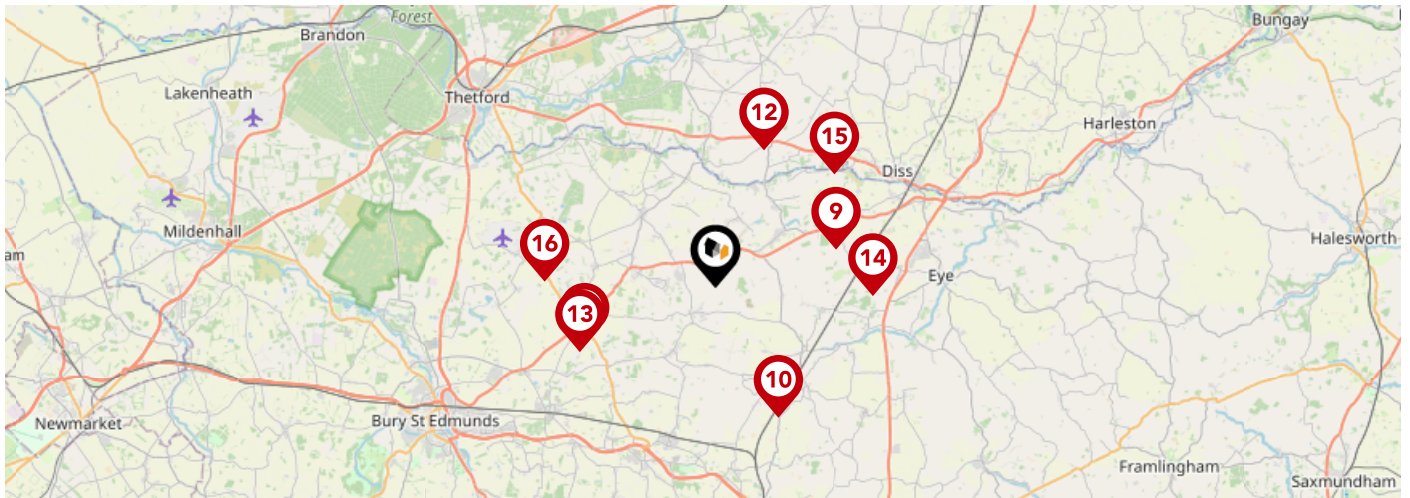 Forest
Bungay
Brandon
Lakenheath
Thetford
12
15
Harleston
Diss
9
Mildenhall
16
14
Halesworth
am
Eye
13
10
Newmarket
Bury St Edmunds
Framlingham
Saxmundham